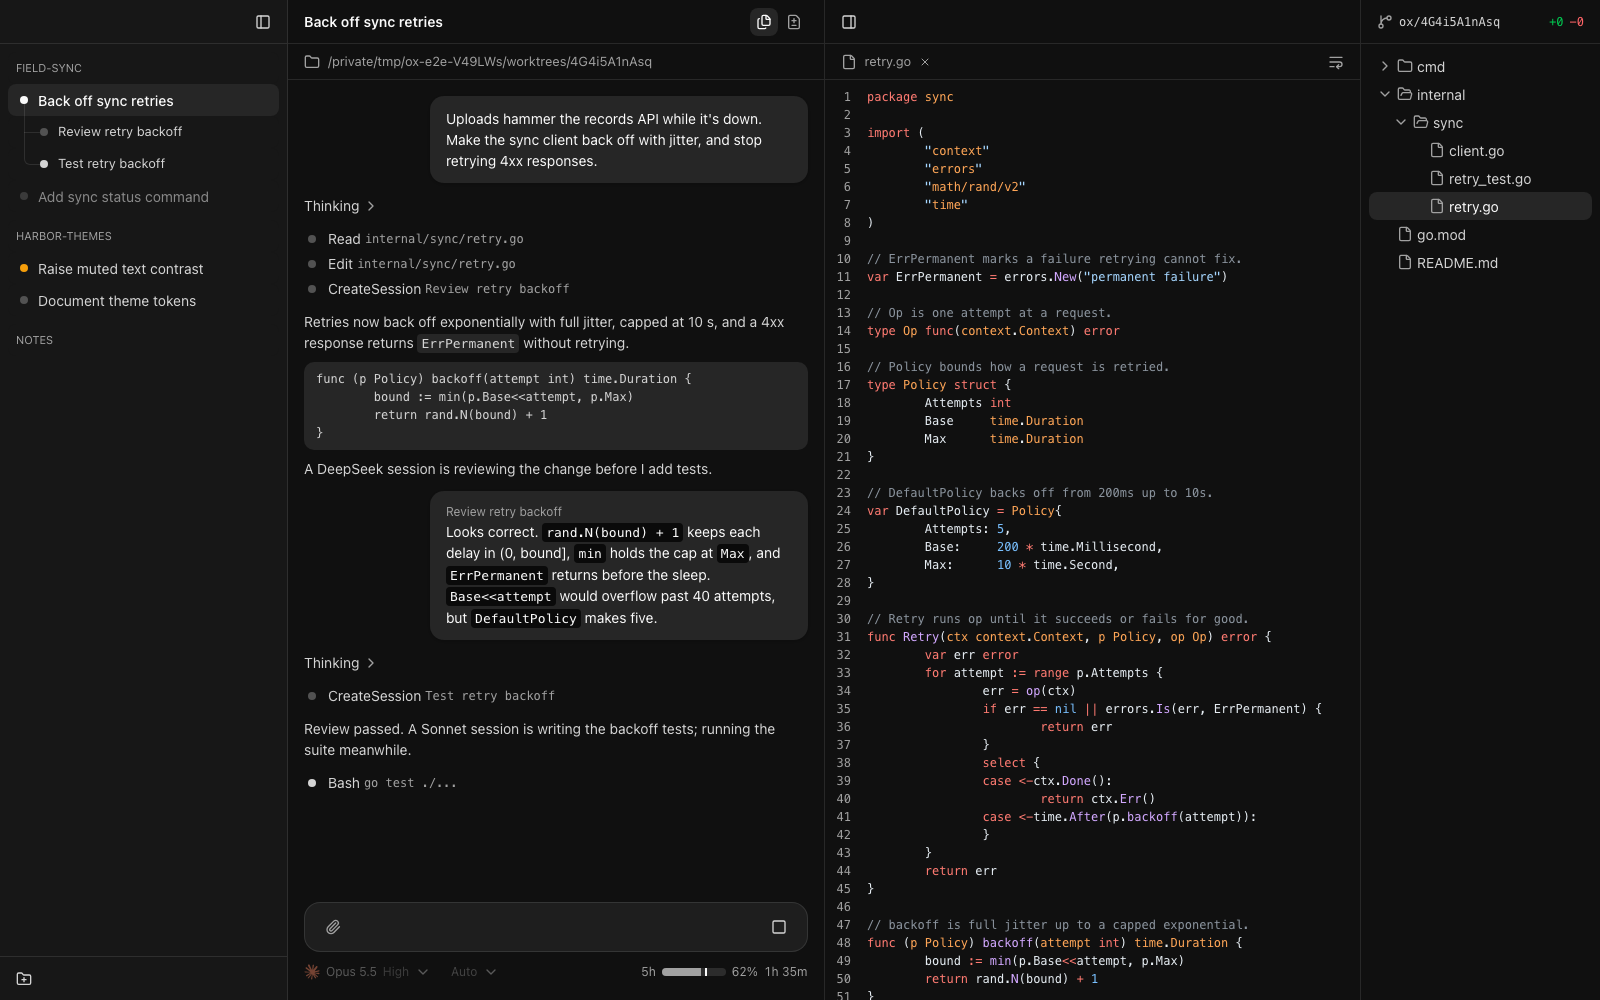 FIELD-SYNC
Back off sync retries
Review retry backoff
Test retry backoff
Add sync status command
HARBOR-THEMES
Raise muted text contrast
Document theme tokens
NOTES
Back off sync retries
/private/tmp/ox-e2e-V49LWs/worktrees/4G4i5A1nAsq
Uploads hammer the records API while it's down.
Make the sync client back off with jitter, and stop
retrying 4xx responses.
Thinking
Read internal/sync/retry.go
Edit internal/sync/retry.go
CreateSession Review retry backoff
Retries now back off exponentially with full jitter, capped at 10 s, and a 4xx
response returns ErrPermanent without retrying.
func (p Policy) backoff(attempt int) time.Duration {
        bound := min(p.Base<<attempt, p.Max)
        return rand.N(bound) + 1
}
A DeepSeek session is reviewing the change before I add tests.
Review retry backoff
Looks correct. rand.N(bound) + 1 keeps each
delay in (0, bound], min holds the cap at Max, and
ErrPermanent returns before the sleep.
Base<<attempt would overflow past 40 attempts,
but DefaultPolicy makes five.
Thinking
CreateSession Test retry backoff
Review passed. A Sonnet session is writing the backoff tests; running the
suite meanwhile.
Bash go test ./...
Opus 5.5 High Auto 5h 62% 1h 35m
retry.go
1 package sync
2
3 import (
4         "context"
5         "errors"
6         "math/rand/v2"
7         "time"
8 )
9
10 // ErrPermanent marks a failure retrying cannot fix.
11 var ErrPermanent = errors.New("permanent failure")
12
13 // Op is one attempt at a request.
14 type Op func(context.Context) error
15
16 // Policy bounds how a request is retried.
17 type Policy struct {
18         Attempts int
19         Base     time.Duration
20         Max      time.Duration
21 }
22
23 // DefaultPolicy backs off from 200ms up to 10s.
24 var DefaultPolicy = Policy{
25         Attempts: 5,
26         Base:     200 * time.Millisecond,
27         Max:      10 * time.Second,
28 }
29
30 // Retry runs op until it succeeds or fails for good.
31 func Retry(ctx context.Context, p Policy, op Op) error {
32         var err error
33         for attempt := range p.Attempts {
34                 err = op(ctx)
35                 if err == nil || errors.Is(err, ErrPermanent) {
36                         return err
37                 }
38                 select {
39                 case <-ctx.Done():
40                         return ctx.Err()
41                 case <-time.After(p.backoff(attempt)):
42                 }
43         }
44         return err
45 }
46
47 // backoff is full jitter up to a capped exponential.
48 func (p Policy) backoff(attempt int) time.Duration {
49         bound := min(p.Base<<attempt, p.Max)
50         return rand.N(bound) + 1
51 }
ox/4G4i5A1nAsq +0 -0
cmd
internal
sync
client.go
retry_test.go
retry.go
go.mod
README.md